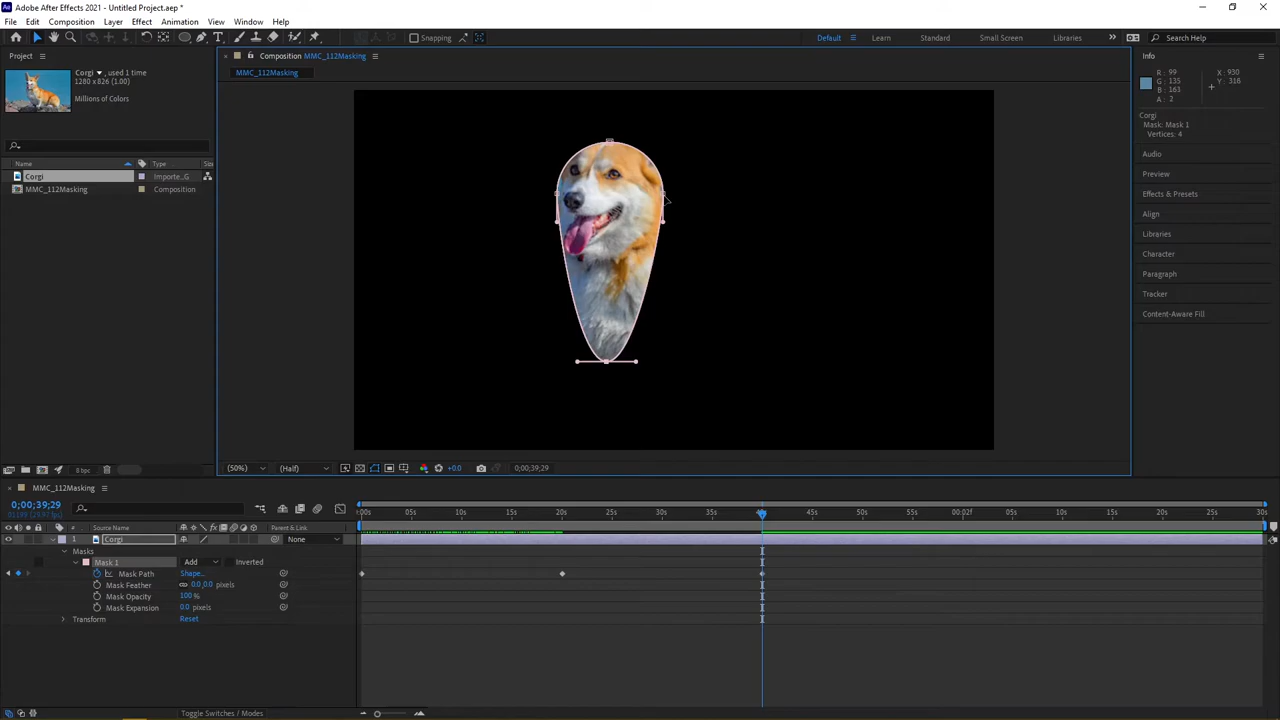 Adobe After Effects 2021 - Untitled Project.aep *
File Edit Composition Layer Effect Animation View Window Help
Snapping
Default Learn Standard Small Screen Libraries Search Help
Project
Corgi, used 1 time
1280 x 826 (1.00)
Millions of Colors
Name Type Siz
Corgi Importe...G
MMC_112Masking Composition
8 bpc
Composition MMC_112Masking
MMC_112Masking
(50%) (Half) +0.0 0;00;39;29
Info
R: 99 X: 930
G: 135 Y: 316
B: 163
A: 2
Corgi
Mask: Mask 1
Vertices: 4
Audio
Preview
Effects & Presets
Align
Libraries
Character
Paragraph
Tracker
Content-Aware Fill
MMC_112Masking
0;00;39;29
# Source Name Parent & Link
05s 10s 15s 20s 25s 30s 35s 45s 50s 55s 00:02f 05s 10s 15s 20s 25s 30s
1 Corgi None
Masks
Mask 1 Add Inverted
Mask Path Shape...
Mask Feather 0.0,0.0 pixels
Mask Opacity 100 %
Mask Expansion 0.0 pixels
Transform Reset
Toggle Switches / Modes